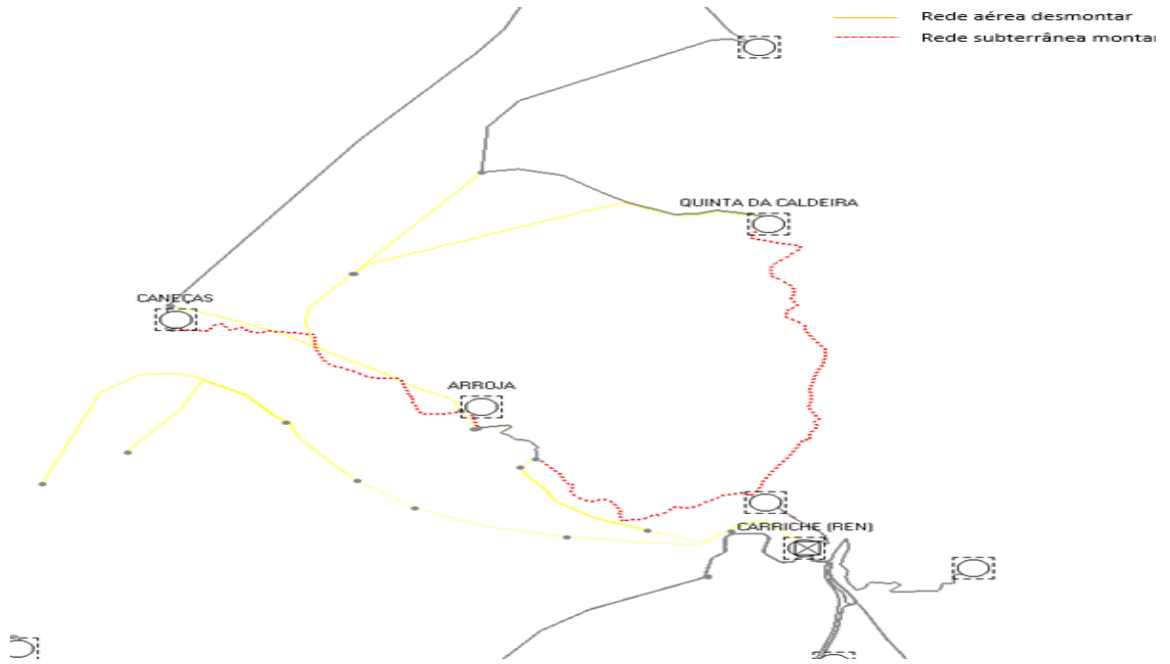 Rede aérea desmontar
Rede subterrânea montar
QUINTA DA CALDEIRA
CANEÇAS
ARROJA
CARRICHE (REN)